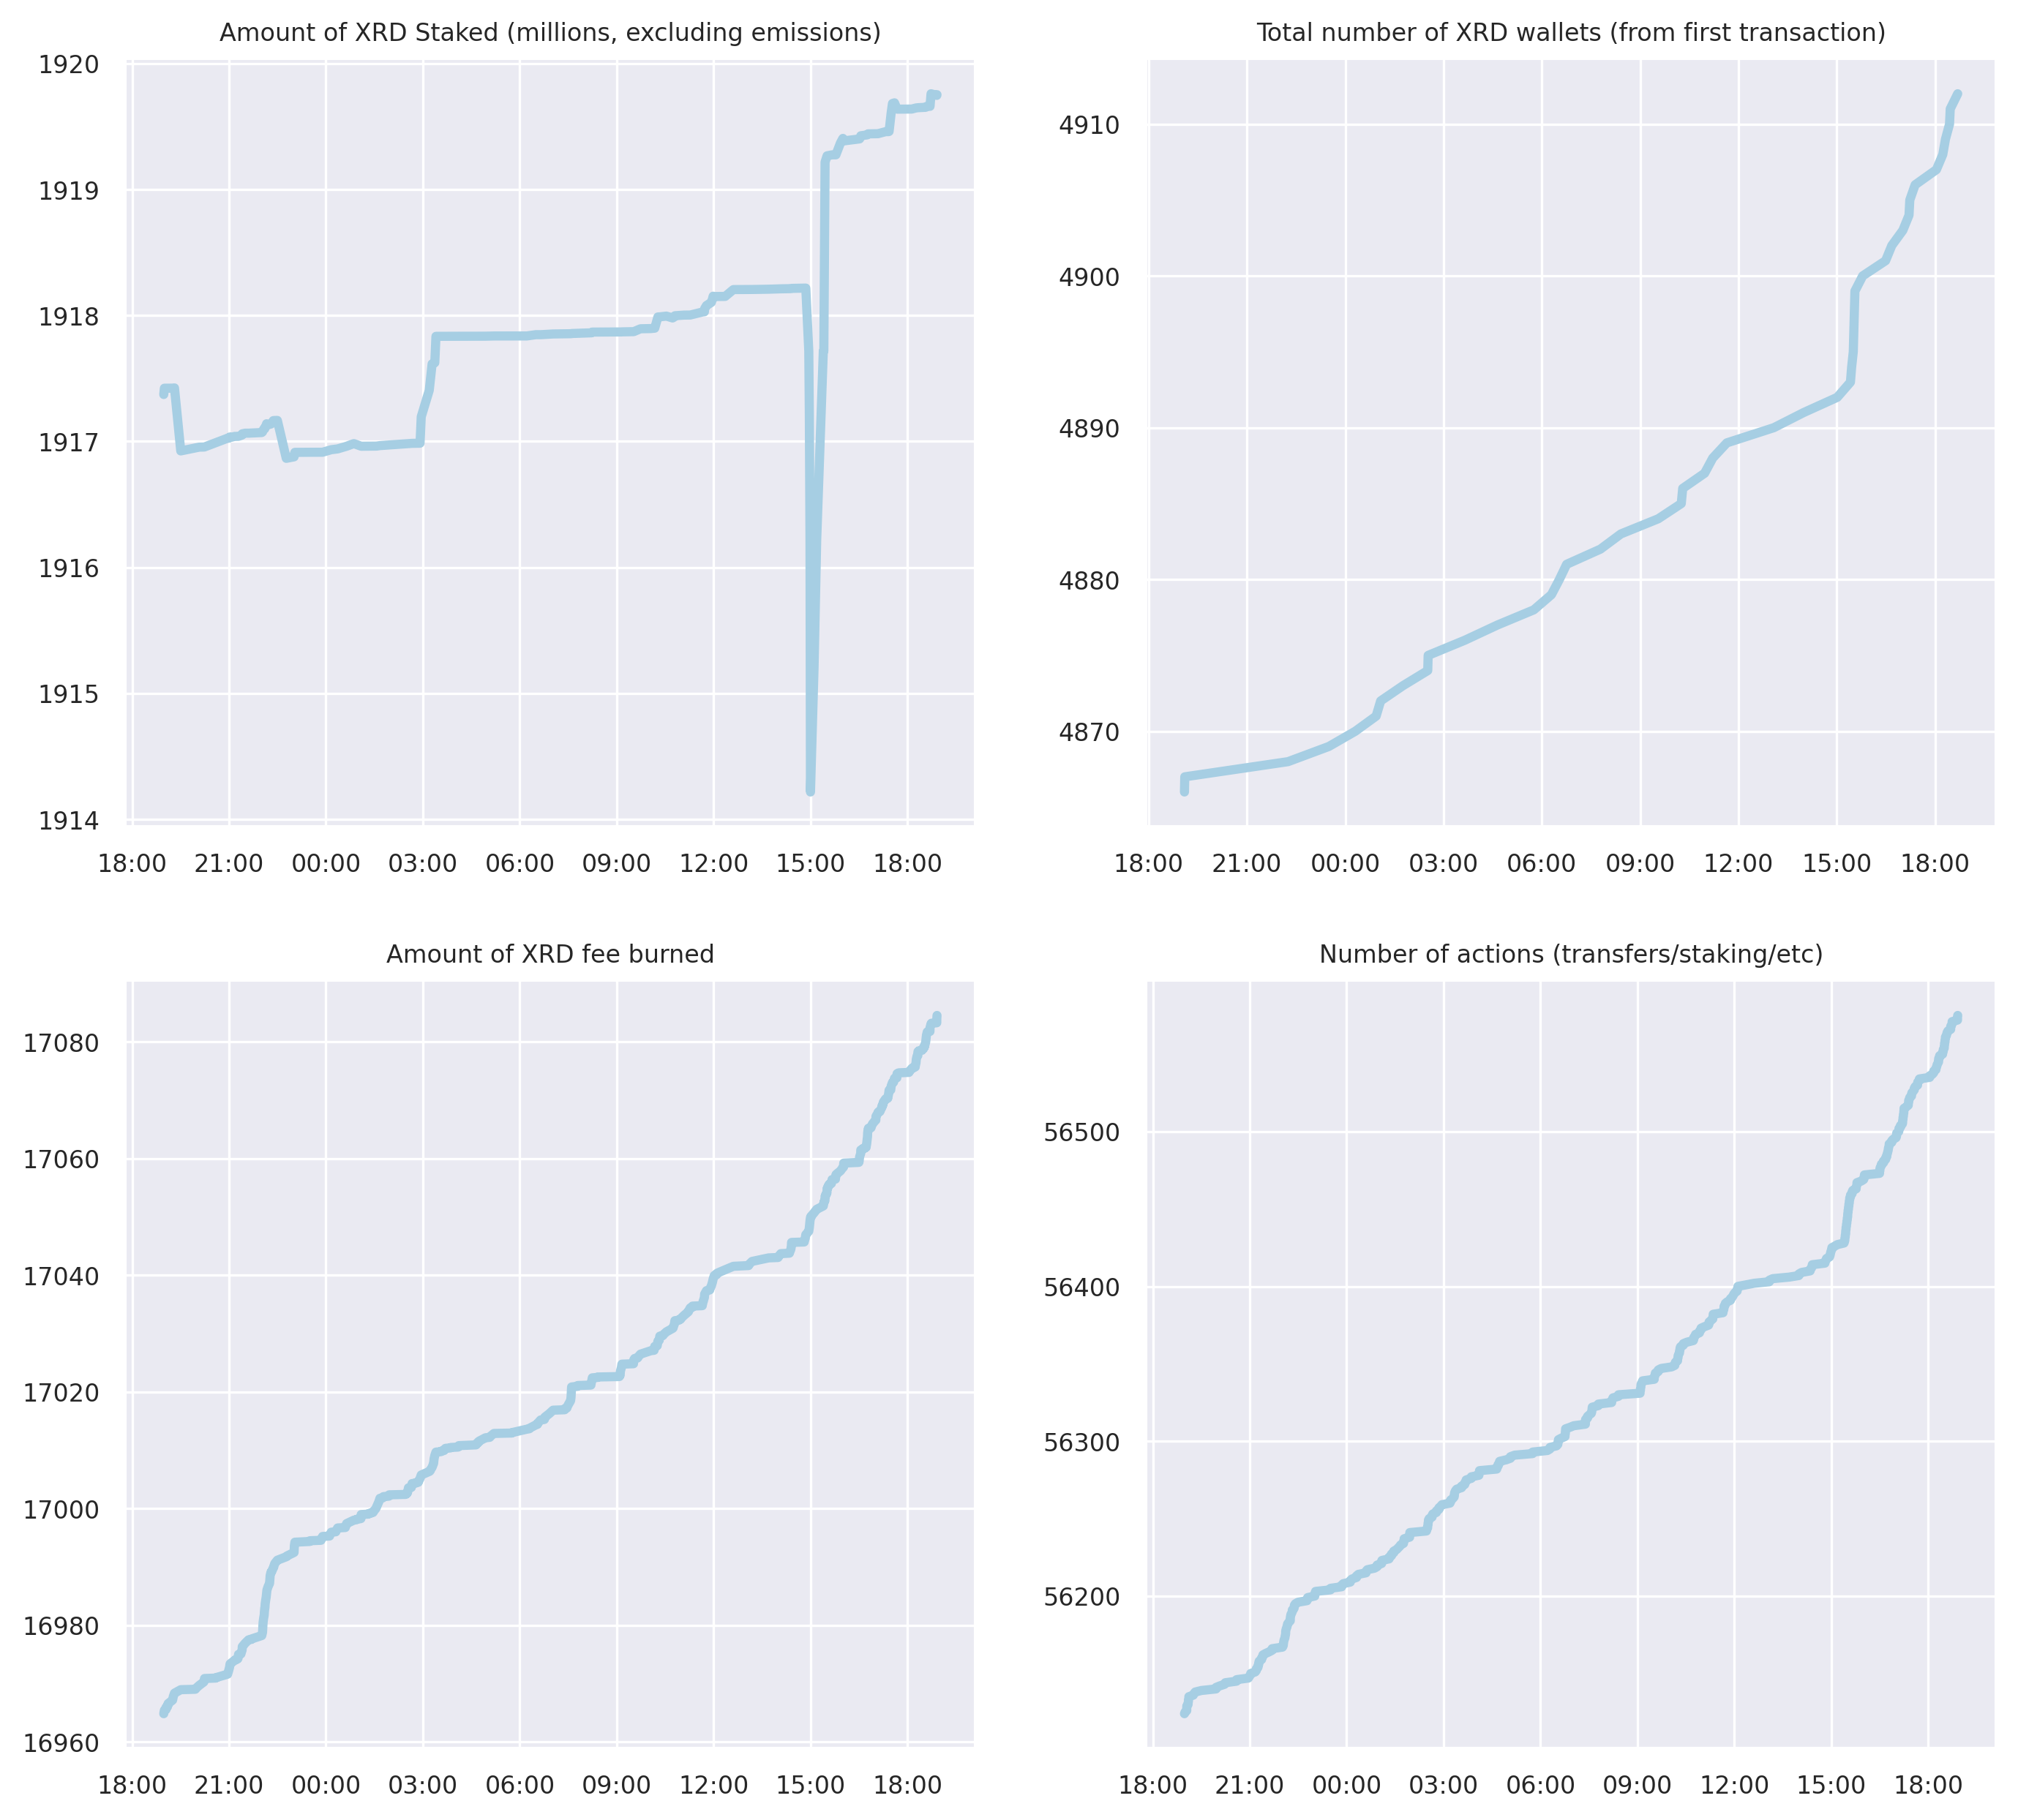 Amount of XRD Staked (millions, excluding emissions)
1920
1919
1918
1917
1916
1915
1914
18:00 21:00 00:00 03:00 06:00 09:00 12:00 15:00 18:00
Total number of XRD wallets (from first transaction)
4910
4900
4890
4880
4870
18:00 21:00 00:00 03:00 06:00 09:00 12:00 15:00 18:00
Amount of XRD fee burned
17080
17060
17040
17020
17000
16980
16960
18:00 21:00 00:00 03:00 06:00 09:00 12:00 15:00 18:00
Number of actions (transfers/staking/etc)
56500
56400
56300
56200
18:00 21:00 00:00 03:00 06:00 09:00 12:00 15:00 18:00